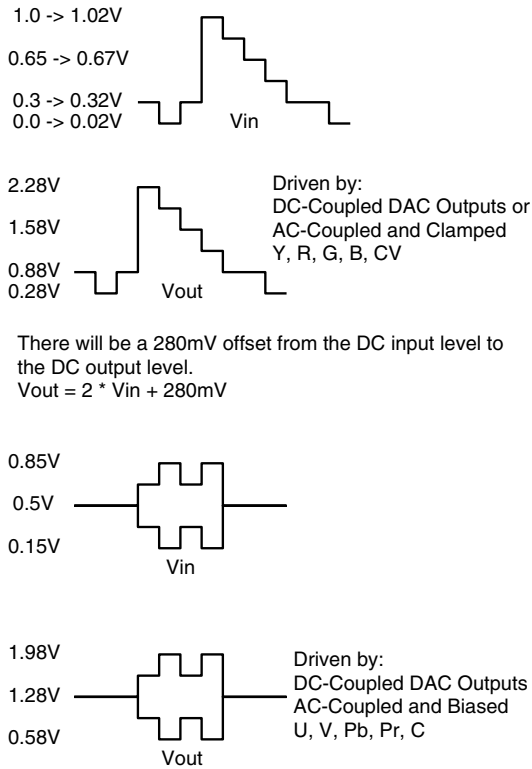 1.0 -> 1.02V
0.65 -> 0.67V
0.3 -> 0.32V
0.0 -> 0.02V
Vin
2.28V
1.58V
0.88V
0.28V
Vout
Driven by:
DC-Coupled DAC Outputs or
AC-Coupled and Clamped
Y, R, G, B, CV
There will be a 280mV offset from the DC input level to
the DC output level.
Vout = 2 * Vin + 280mV
0.85V
0.5V
0.15V
Vin
1.98V
1.28V
0.58V
Vout
Driven by:
DC-Coupled DAC Outputs
AC-Coupled and Biased
U, V, Pb, Pr, C